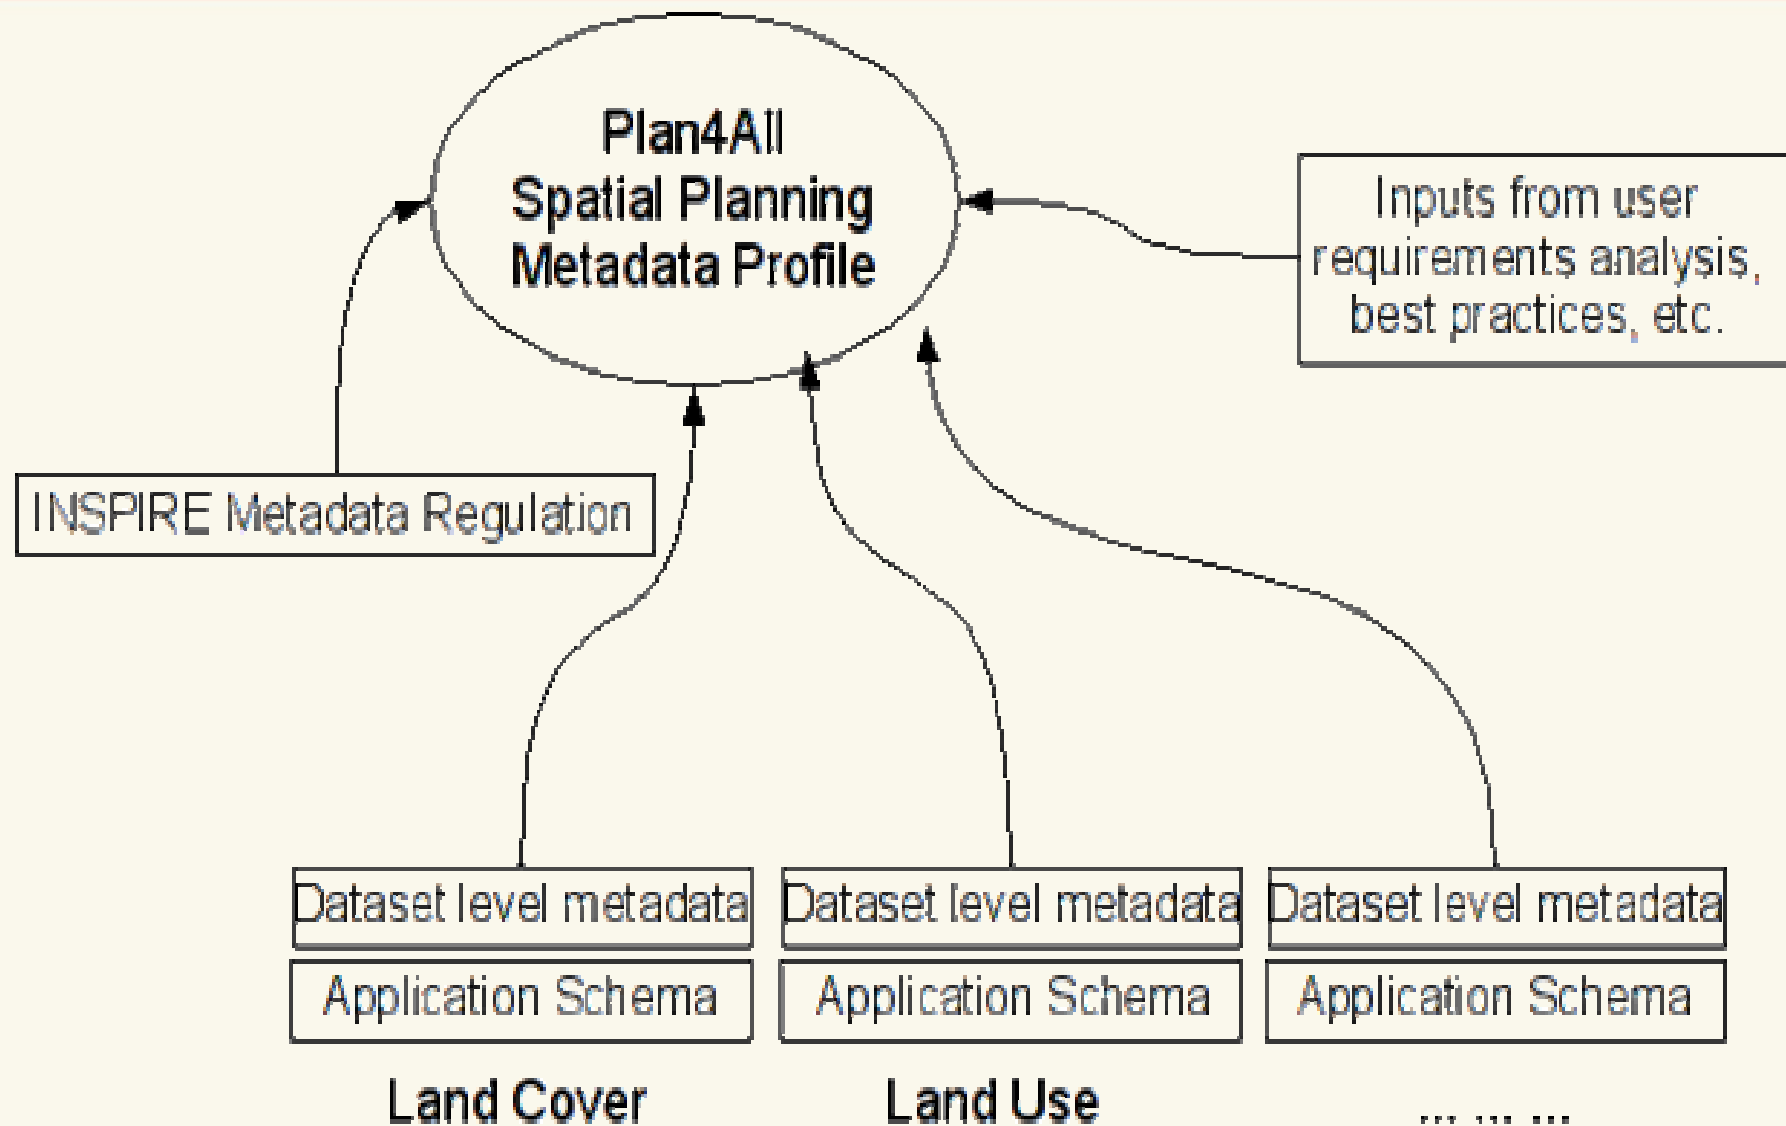 Plan4All
Spatial Planning
Metadata Profile
Inputs from user
requirements analysis,
best practices, etc.
INSPIRE Metadata Regulation
Dataset level metadata
Dataset level metadata
Dataset level metadata
Application Schema
Application Schema
Application Schema
Land Cover
Land Use
... ... ...